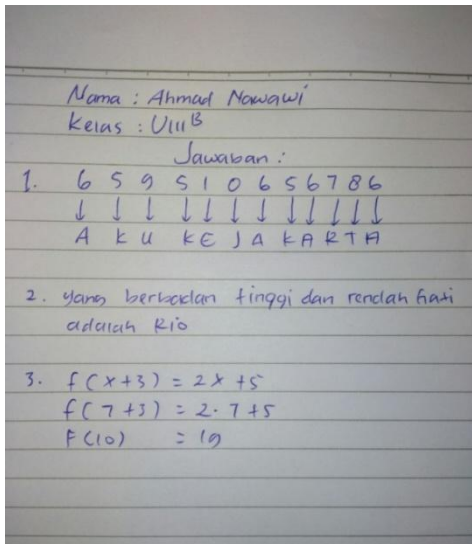 Nama : Ahmad Nawawi
Kelas : VIII B
Jawaban :
1. 6 5 9 5 1 0 6 5 6 7 8 6
↓ ↓ ↓ ↓ ↓ ↓ ↓ ↓ ↓ ↓ ↓ ↓
A K U K E J A K A R T A
2. yang berbadan tinggi dan rendah hati
adalah Rio
3. f(x+3) = 2x+5
f(7+3) = 2.7+5
F(10) = 19